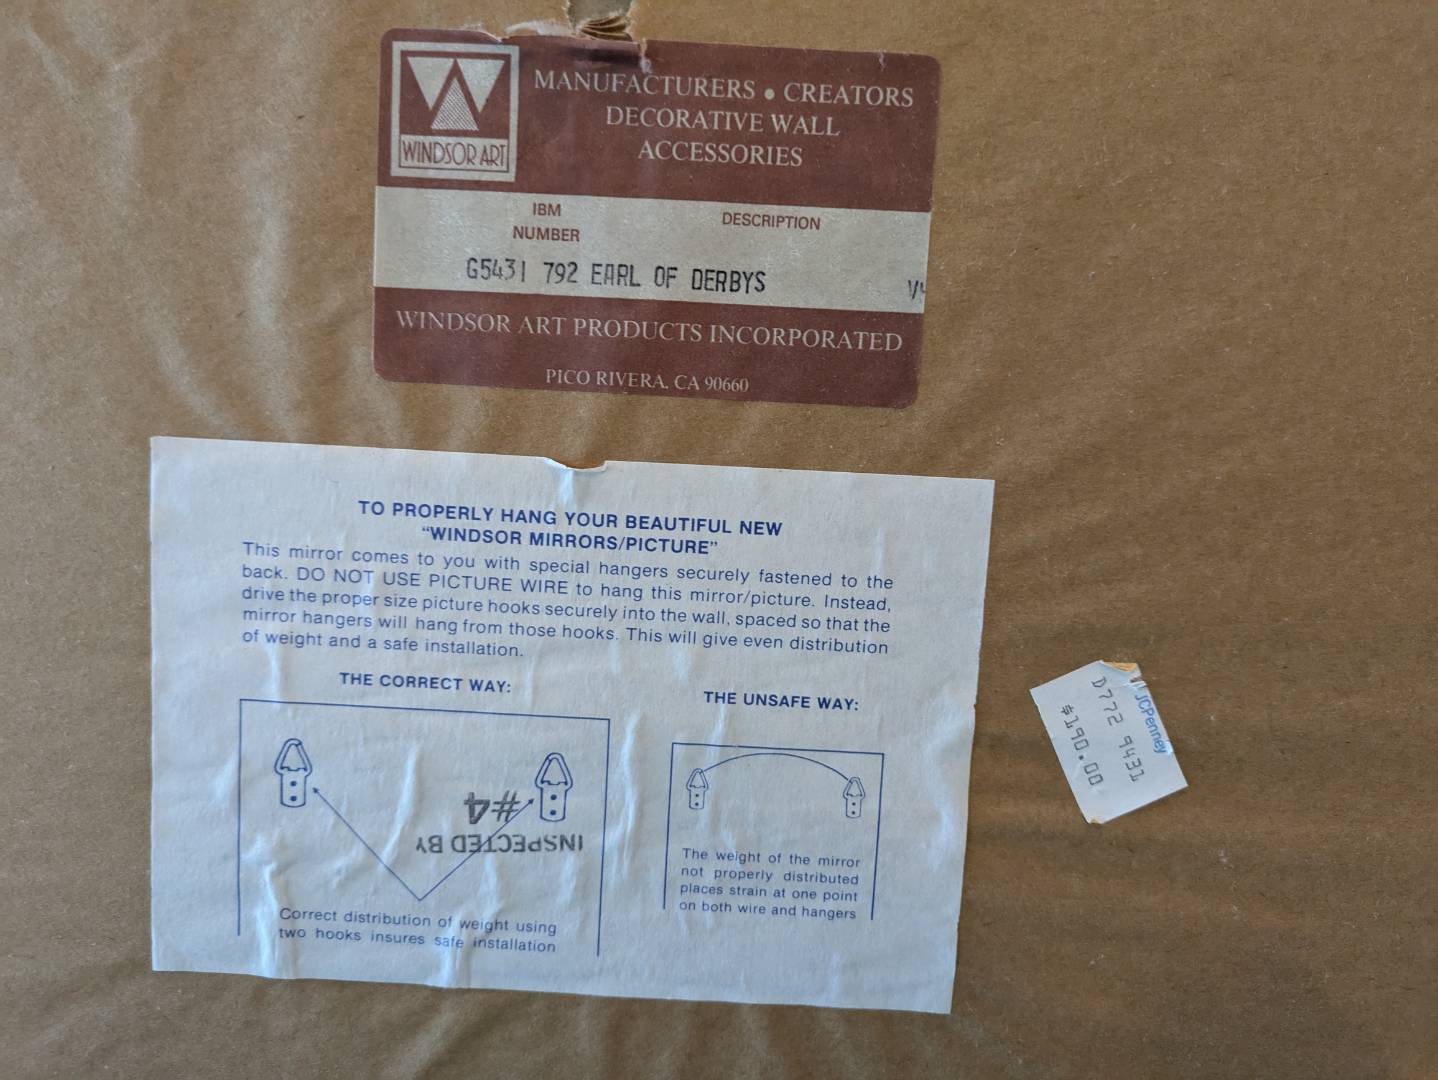 WINDSOR ART
MANUFACTURERS • CREATORS
DECORATIVE WALL
ACCESSORIES
IBM
NUMBER
DESCRIPTION
G5431 792 EARL OF DERBYS
WINDSOR ART PRODUCTS INCORPORATED
PICO RIVERA, CA 90660
TO PROPERLY HANG YOUR BEAUTIFUL NEW
“WINDSOR MIRRORS/PICTURE”
This mirror comes to you with special hangers securely fastened to the
back. DO NOT USE PICTURE WIRE to hang this mirror/picture. Instead,
drive the proper size picture hooks securely into the wall, spaced so that the
mirror hangers will hang from those hooks. This will give even distribution
of weight and a safe installation.
THE CORRECT WAY:
INSPECTED BY
#4
Correct distribution of weight using
two hooks insures safe installation
THE UNSAFE WAY:
The weight of the mirror
not properly distributed
places strain at one point
on both wire and hangers
JCPenney
D772 9431
$190.00